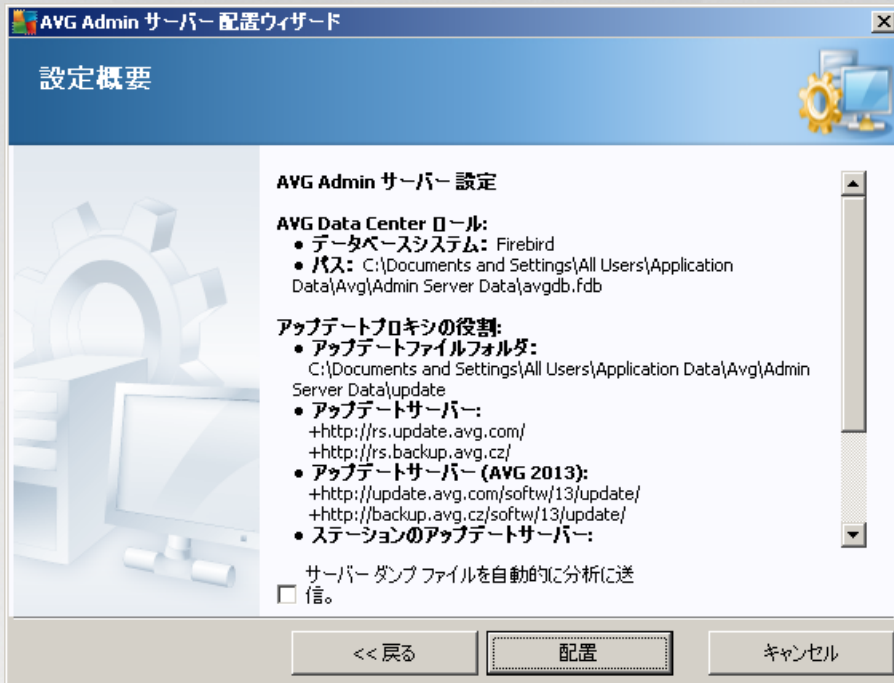 AVG Admin サーバー 配置ウィザード
設定概要
AVG Admin サーバー 設定
AVG Data Center ロール:
● データベースシステム: Firebird
● パス: C:\Documents and Settings\All Users\Application
Data\Avg\Admin Server Data\avgdb.fdb
アップデートプロキシの役割:
● アップデートファイルフォルダ:
C:\Documents and Settings\All Users\Application Data\Avg\Admin
Server Data\update
● アップデートサーバー:
+http://rs.update.avg.com/
+http://rs.backup.avg.cz/
● アップデートサーバー (AVG 2013):
+http://update.avg.com/softw/13/update/
+http://backup.avg.cz/softw/13/update/
● ステーションのアップデートサーバー:
サーバー ダンプ ファイルを自動的に分析に送
信。
<< 戻る
配置
キャンセル